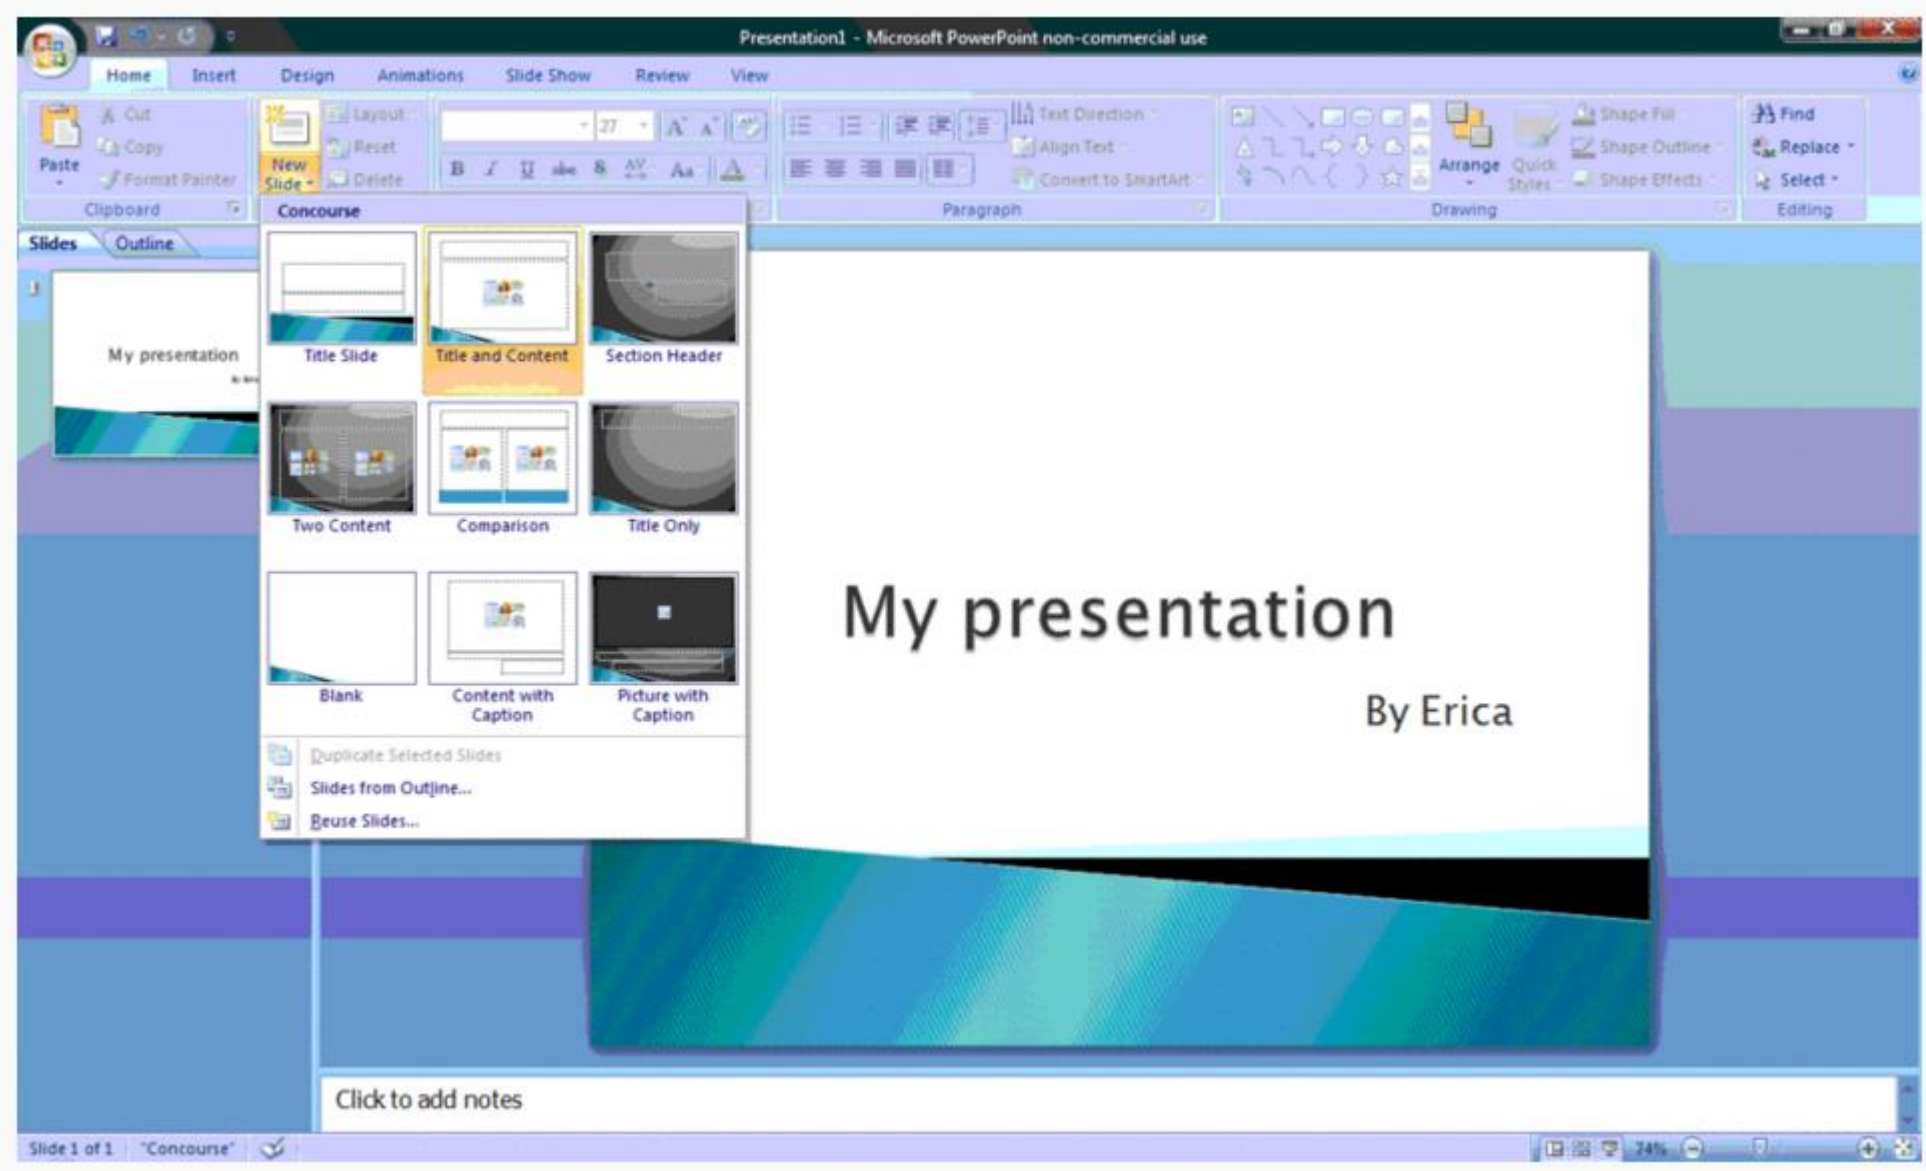 Presentation1 - Microsoft PowerPoint non-commercial use
Home Insert Design Animations Slide Show Review View
Paste
Cut
Copy
Format Painter
Clipboard
New
Slide
Layout
Reset
Delete
27
B I U abc S AV Aa A
Text Direction
Align Text
Convert to SmartArt
Paragraph
Arrange
Quick
Styles
Shape Fill
Shape Outline
Shape Effects
Drawing
Find
Replace
Select
Editing
Slides Outline
1
My presentation
Concourse
Title Slide
Title and Content
Section Header
Two Content
Comparison
Title Only
Blank
Content with
Caption
Picture with
Caption
Duplicate Selected Slides
Slides from Outline...
Reuse Slides...
My presentation
By Erica
Click to add notes
Slide 1 of 1 "Concourse" 74%